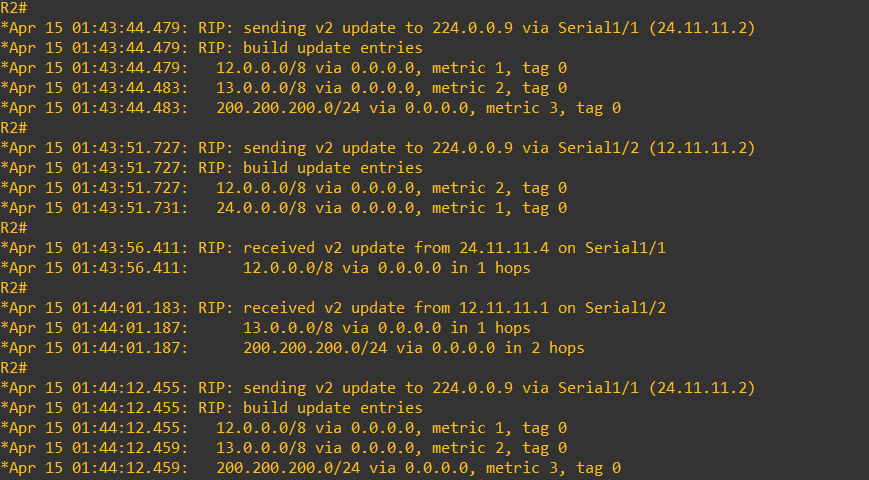 R2#
*Apr 15 01:43:44.479: RIP: sending v2 update to 224.0.0.9 via Serial1/1 (24.11.11.2)
*Apr 15 01:43:44.479: RIP: build update entries
*Apr 15 01:43:44.479:   12.0.0.0/8 via 0.0.0.0, metric 1, tag 0
*Apr 15 01:43:44.483:   13.0.0.0/8 via 0.0.0.0, metric 2, tag 0
*Apr 15 01:43:44.483:   200.200.200.0/24 via 0.0.0.0, metric 3, tag 0
R2#
*Apr 15 01:43:51.727: RIP: sending v2 update to 224.0.0.9 via Serial1/2 (12.11.11.2)
*Apr 15 01:43:51.727: RIP: build update entries
*Apr 15 01:43:51.727:   12.0.0.0/8 via 0.0.0.0, metric 2, tag 0
*Apr 15 01:43:51.731:   24.0.0.0/8 via 0.0.0.0, metric 1, tag 0
R2#
*Apr 15 01:43:56.411: RIP: received v2 update from 24.11.11.4 on Serial1/1
*Apr 15 01:43:56.411:      12.0.0.0/8 via 0.0.0.0 in 1 hops
R2#
*Apr 15 01:44:01.183: RIP: received v2 update from 12.11.11.1 on Serial1/2
*Apr 15 01:44:01.187:      13.0.0.0/8 via 0.0.0.0 in 1 hops
*Apr 15 01:44:01.187:      200.200.200.0/24 via 0.0.0.0 in 2 hops
R2#
*Apr 15 01:44:12.455: RIP: sending v2 update to 224.0.0.9 via Serial1/1 (24.11.11.2)
*Apr 15 01:44:12.455: RIP: build update entries
*Apr 15 01:44:12.455:   12.0.0.0/8 via 0.0.0.0, metric 1, tag 0
*Apr 15 01:44:12.459:   13.0.0.0/8 via 0.0.0.0, metric 2, tag 0
*Apr 15 01:44:12.459:   200.200.200.0/24 via 0.0.0.0, metric 3, tag 0